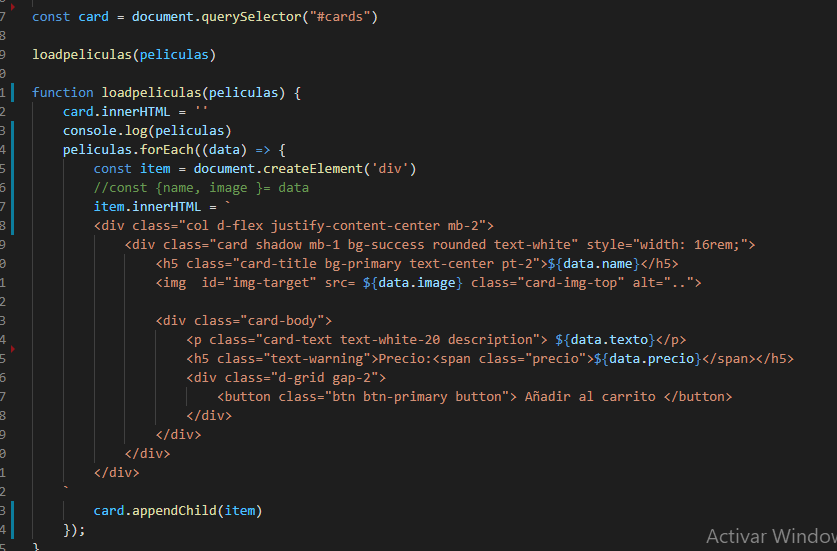 7 const card = document.querySelector("#cards")
8
9 loadpeliculas(peliculas)
0
1 function loadpeliculas(peliculas) {
2 card.innerHTML = ''
3 console.log(peliculas)
4 peliculas.forEach((data) => {
5 const item = document.createElement('div')
6 //const {name, image }= data
7 item.innerHTML = `
8 <div class="col d-flex justify-content-center mb-2">
9 <div class="card shadow mb-1 bg-success rounded text-white" style="width: 16rem;">
0 <h5 class="card-title bg-primary text-center pt-2">${data.name}</h5>
1 <img  id="img-target" src= ${data.image} class="card-img-top" alt="..">
2
3 <div class="card-body">
4 <p class="card-text text-white-20 description"> ${data.texto}</p>
5 <h5 class="text-warning">Precio:<span class="precio">${data.precio}</span></h5>
6 <div class="d-grid gap-2">
7 <button class="btn btn-primary button"> Añadir al carrito </button>
8 </div>
9 </div>
0 </div>
1 </div>
2 `
3 card.appendChild(item)
4 });
5 }
Activar Window